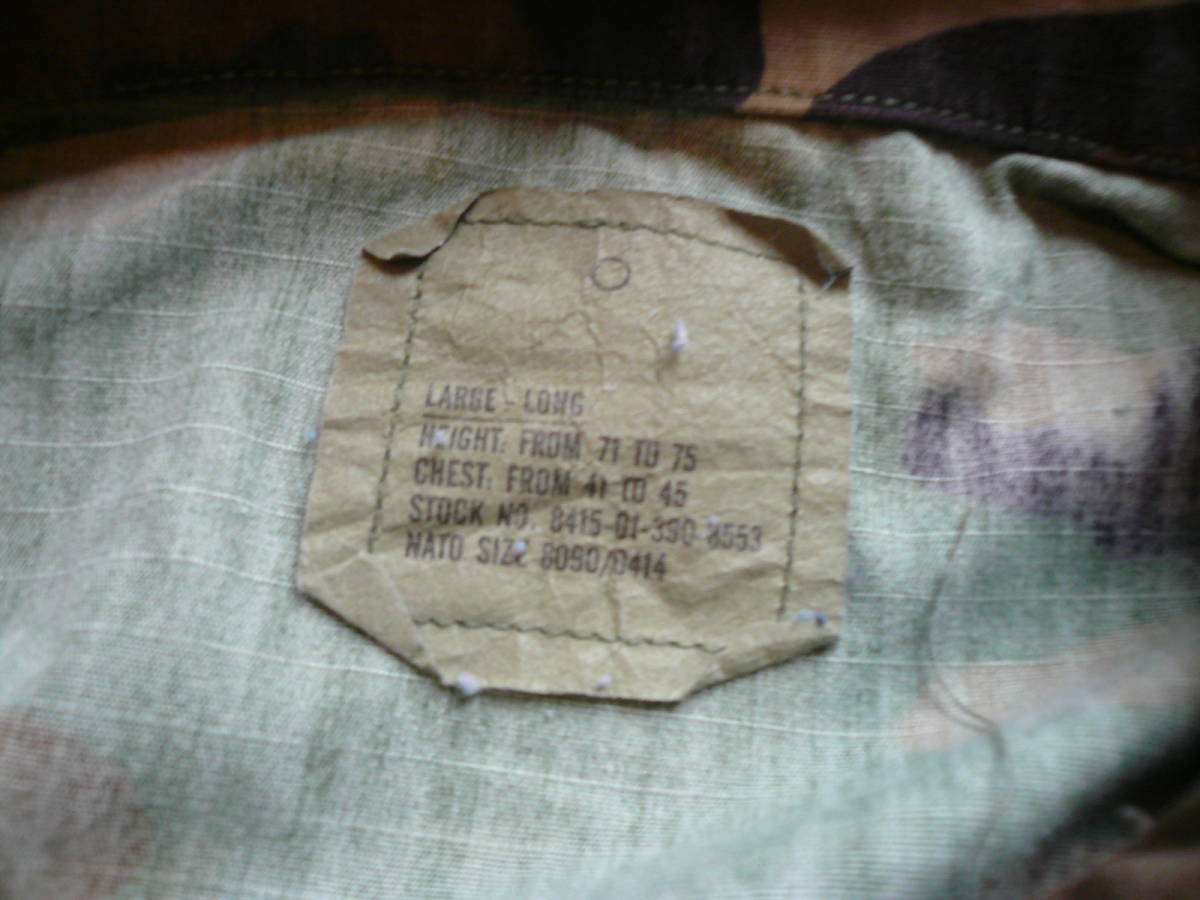 LARGE - LONG
HEIGHT: FROM 71 TO 75
CHEST: FROM 41 TO 45
STOCK NO. 8415-01-390-8553
NATO SIZE 8090/0414